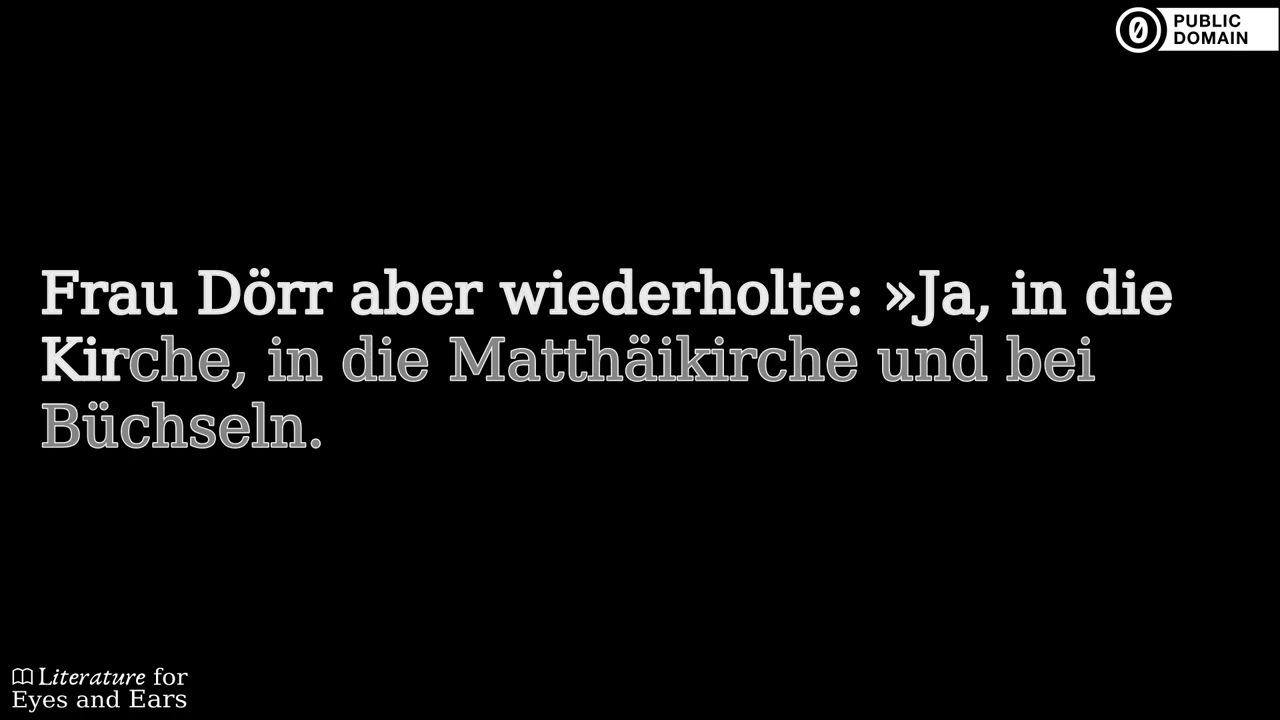 PUBLIC
DOMAIN
Frau Dörr aber wiederholte: »Ja, in die
Kirche, in die Matthäikirche und bei
Büchseln.
Literature for
Eyes and Ears